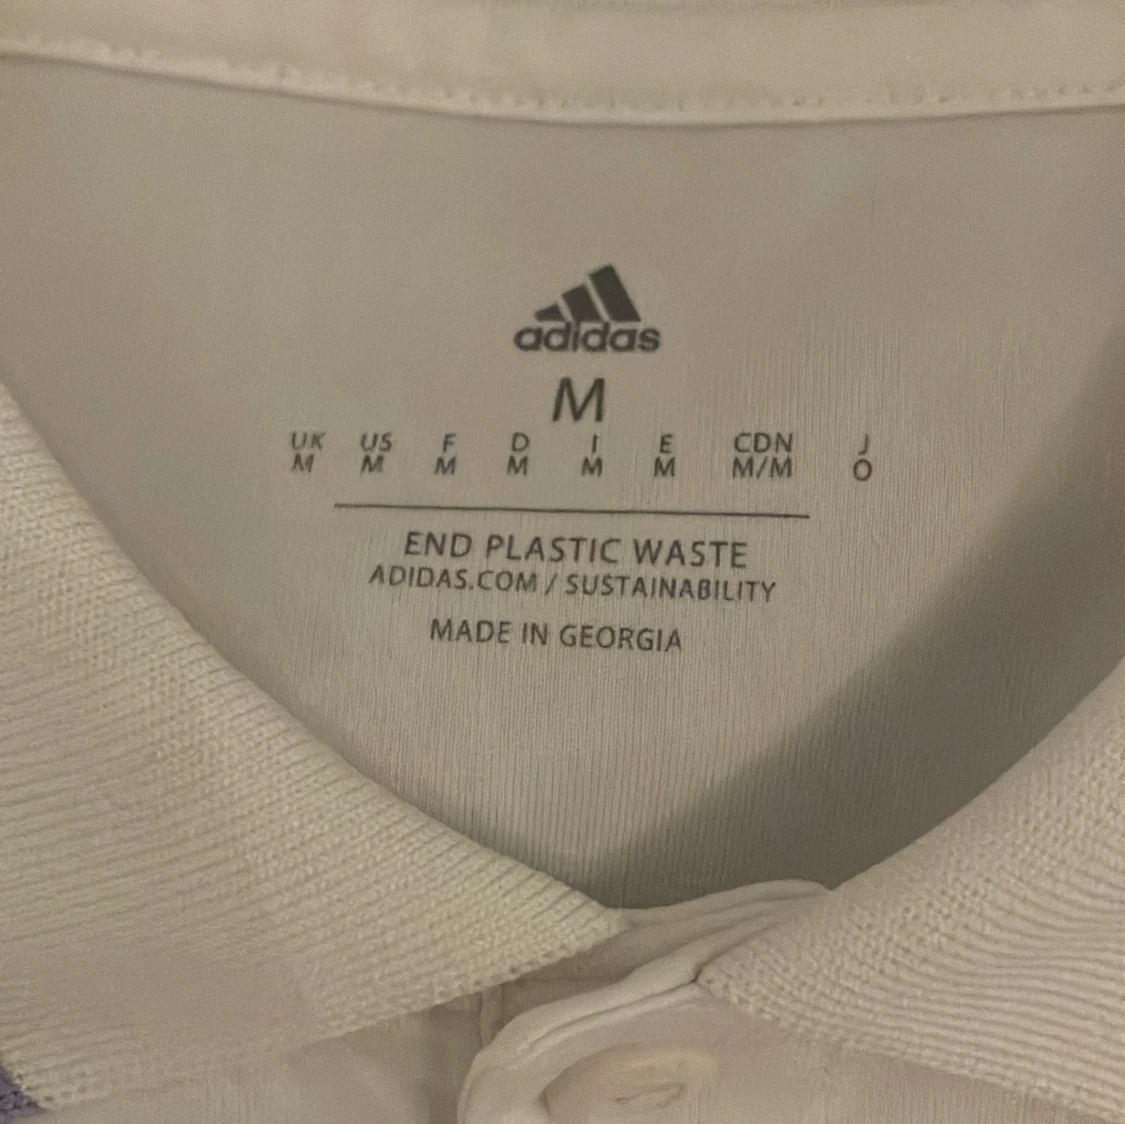 adidas
M
UK US F D I E CDN J
M M M M M M M/M O
END PLASTIC WASTE
ADIDAS.COM / SUSTAINABILITY
MADE IN GEORGIA